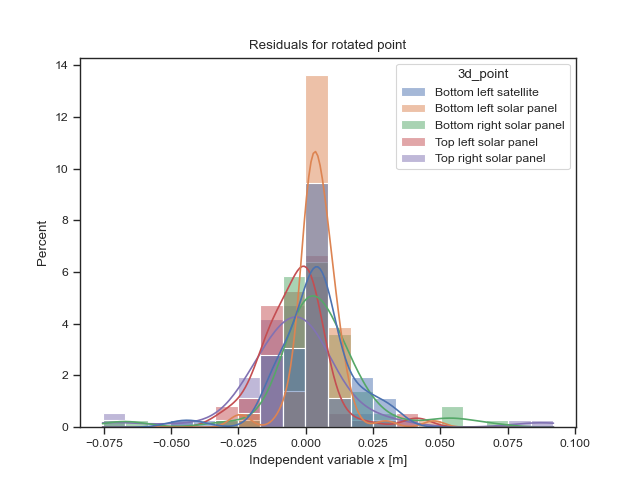 Residuals for rotated point
14
12
10
8
6
4
2
0
Percent
3d_point
Bottom left satellite
Bottom left solar panel
Bottom right solar panel
Top left solar panel
Top right solar panel
−0.075 −0.050 −0.025 0.000 0.025 0.050 0.075 0.100
Independent variable x [m]